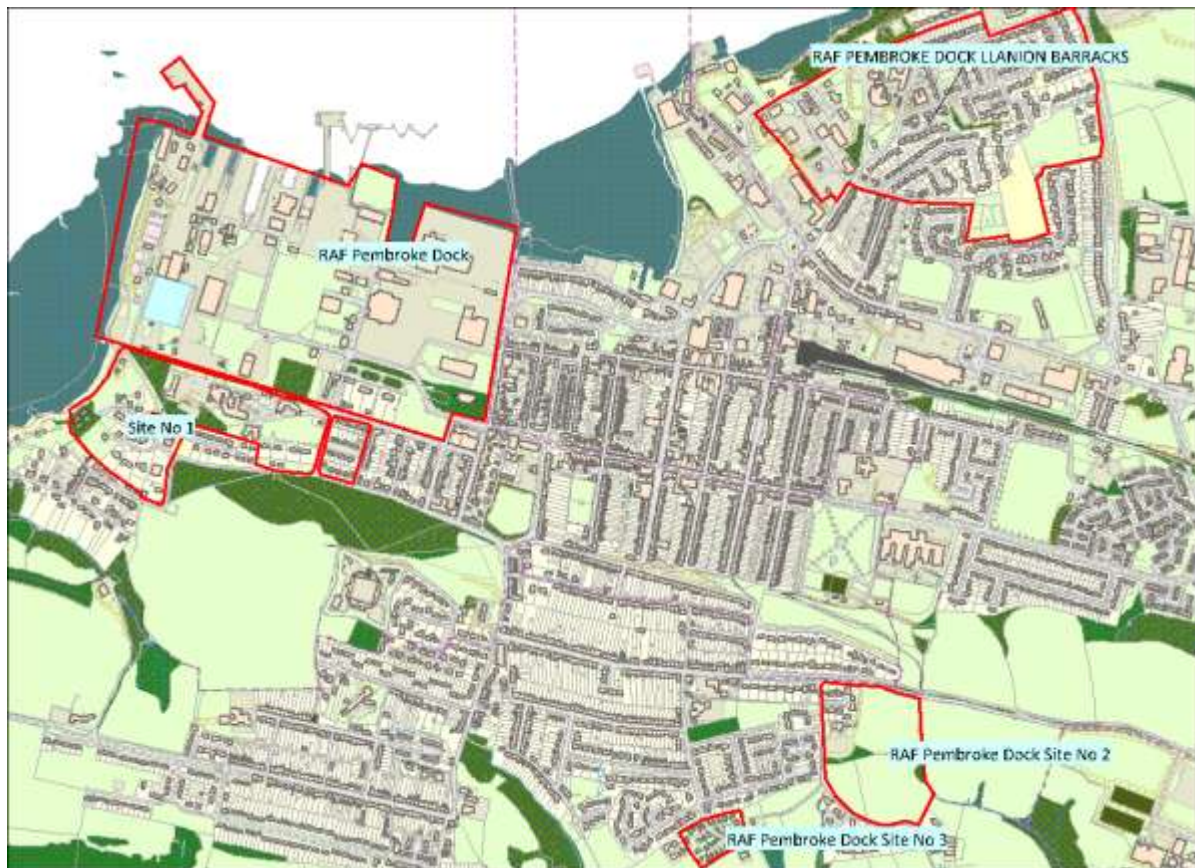 RAF PEMBROKE DOCK LLANION BARRACKS
RAF Pembroke Dock
Site No 1
RAF Pembroke Dock Site No 2
RAF Pembroke Dock Site No 3